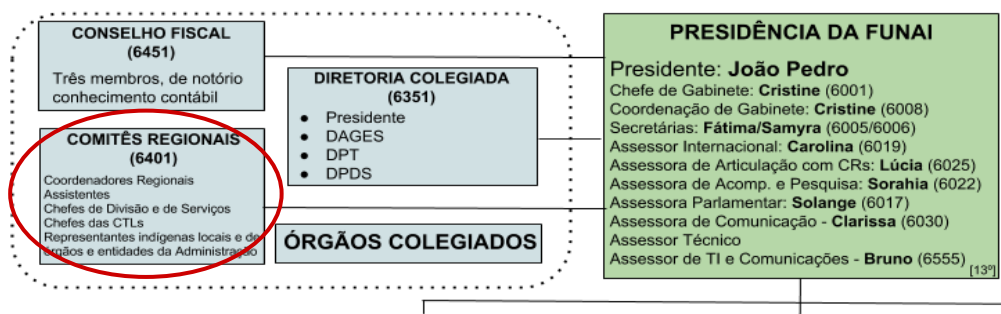 CONSELHO FISCAL
(6451)
Três membros, de notório
conhecimento contábil
DIRETORIA COLEGIADA
(6351)
● Presidente
● DAGES
● DPT
● DPDS
COMITÊS REGIONAIS
(6401)
Coordenadores Regionais
Assistentes
Chefes de Divisão e de Serviços
Chefes das CTLs
Representantes indígenas locais e de
órgãos e entidades da Administração
ÓRGÃOS COLEGIADOS
PRESIDÊNCIA DA FUNAI
Presidente: João Pedro
Chefe de Gabinete: Cristine (6001)
Coordenação de Gabinete: Cristine (6008)
Secretárias: Fátima/Samyra (6005/6006)
Assessor Internacional: Carolina (6019)
Assessora de Articulação com CRs: Lúcia (6025)
Assessora de Acomp. e Pesquisa: Sorahia (6022)
Assessora Parlamentar: Solange (6017)
Assessora de Comunicação - Clarissa (6030)
Assessor Técnico
Assessor de TI e Comunicações - Bruno (6555)
[13º]